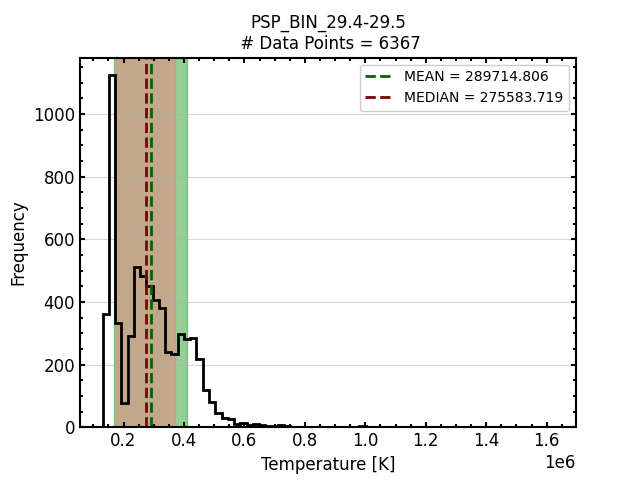 PSP_BIN_29.4-29.5
# Data Points = 6367
MEAN = 289714.806
MEDIAN = 275583.719
Frequency
1000
800
600
400
200
0
0.2 0.4 0.6 0.8 1.0 1.2 1.4 1.6
1e6
Temperature [K]